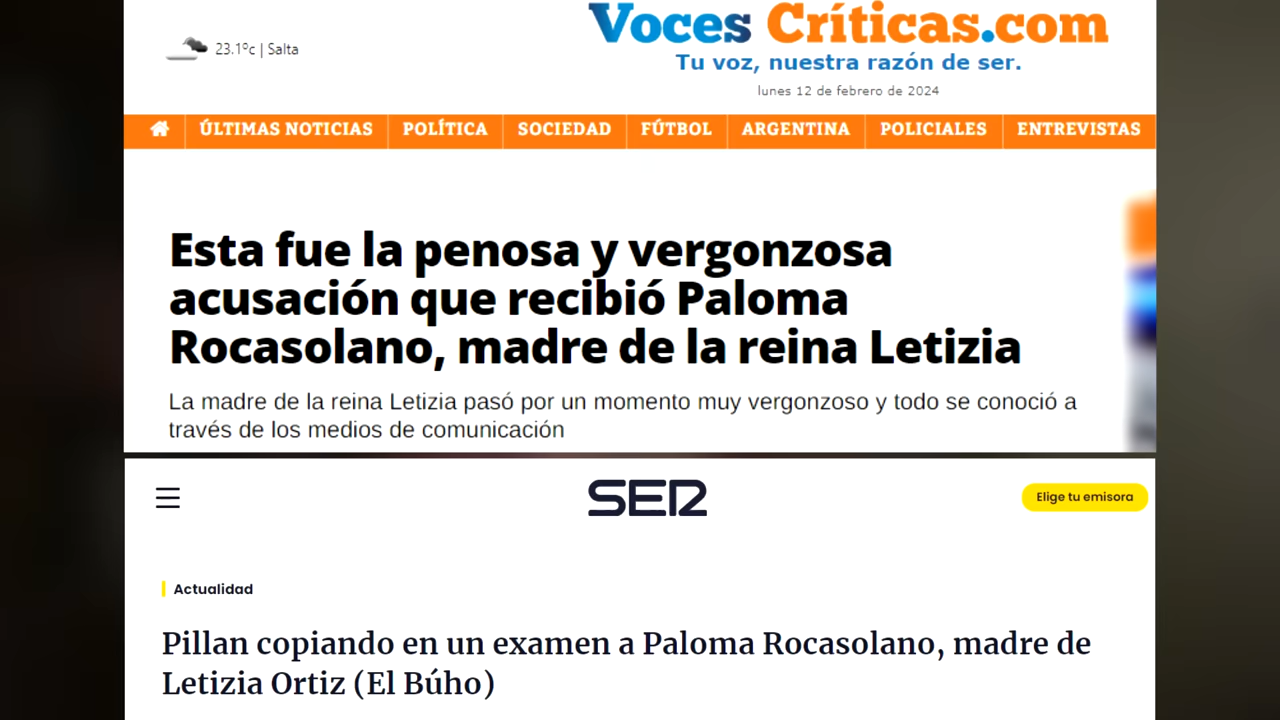 Voces Críticas.com
23.1ºc | Salta
Tu voz, nuestra razón de ser.
lunes 12 de febrero de 2024
ÚLTIMAS NOTICIAS POLÍTICA SOCIEDAD FÚTBOL ARGENTINA POLICIALES ENTREVISTAS
Esta fue la penosa y vergonzosa
acusación que recibió Paloma
Rocasolano, madre de la reina Letizia
La madre de la reina Letizia pasó por un momento muy vergonzoso y todo se conoció a
través de los medios de comunicación
SER
Elige tu emisora
Actualidad
Pillan copiando en un examen a Paloma Rocasolano, madre de
Letizia Ortiz (El Búho)